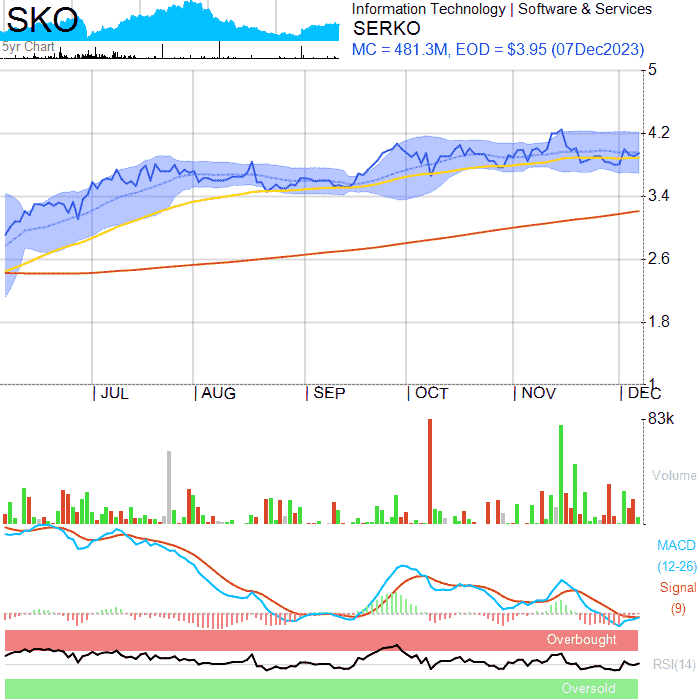 SKO
5yr Chart
Information Technology | Software & Services
SERKO
MC = 481.3M, EOD = $3.95 (07Dec2023)
5
4.2
3.4
2.6
1.8
1
JUL
AUG
SEP
OCT
NOV
DEC
83k
Volume
MACD
(12-26)
Signal
(9)
Overbought
RSI(14)
Oversold